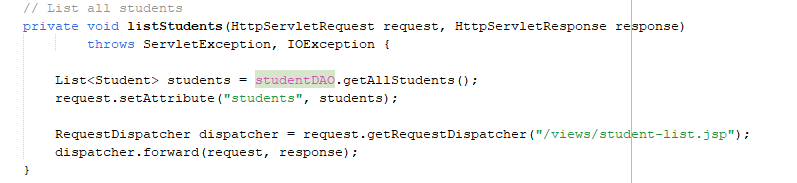 // List all students
private void listStudents(HttpServletRequest request, HttpServletResponse response)
        throws ServletException, IOException {

    List<Student> students = studentDAO.getAllStudents();
    request.setAttribute("students", students);

    RequestDispatcher dispatcher = request.getRequestDispatcher("/views/student-list.jsp");
    dispatcher.forward(request, response);
}